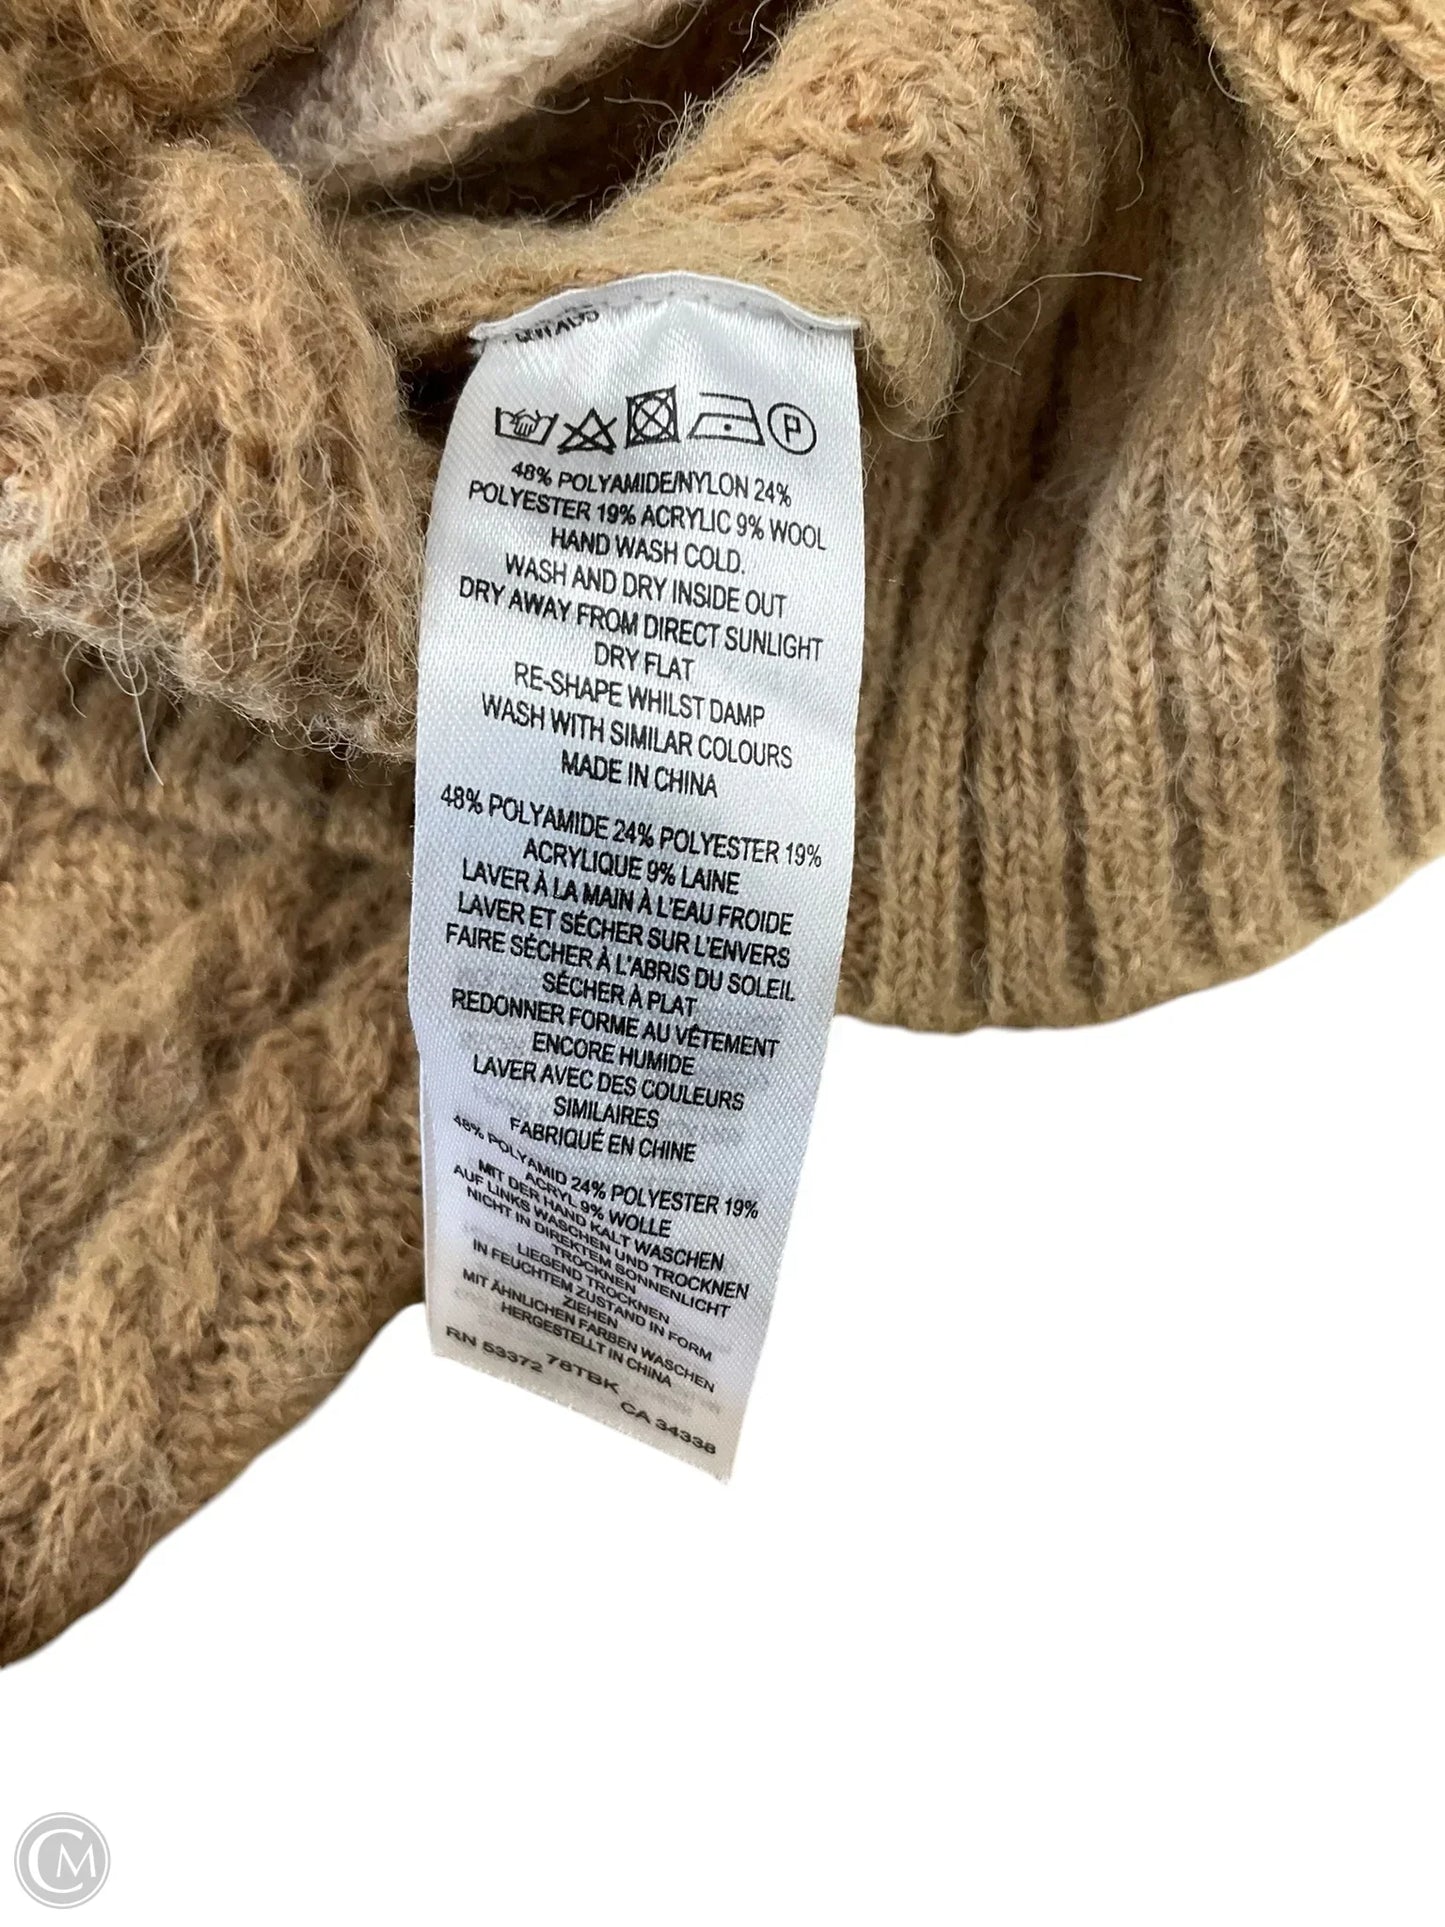 P
48% POLYAMIDE/NYLON 24%
POLYESTER 19% ACRYLIC 9% WOOL
HAND WASH COLD.
WASH AND DRY INSIDE OUT
DRY AWAY FROM DIRECT SUNLIGHT
DRY FLAT
RE-SHAPE WHILST DAMP
WASH WITH SIMILAR COLOURS
MADE IN CHINA
48% POLYAMIDE 24% POLYESTER 19%
ACRYLIQUE 9% LAINE
LAVER À LA MAIN À L'EAU FROIDE
LAVER ET SÉCHER SUR L'ENVERS
FAIRE SÉCHER À L'ABRIS DU SOLEIL
SÉCHER À PLAT
REDONNER FORME AU VÊTEMENT
ENCORE HUMIDE
LAVER AVEC DES COULEURS
SIMILAIRES
FABRIQUÉ EN CHINE
48% POLYAMID 24% POLYESTER 19%
ACRYL 9% WOLLE
MIT DER HAND KALT WASCHEN
AUF LINKS WASCHEN UND TROCKNEN
NICHT IN DIREKTEM SONNENLICHT
TROCKNEN
LIEGEND TROCKNEN
IN FEUCHTEM ZUSTAND IN FORM
ZIEHEN
MIT ÄHNLICHEN FARBEN WASCHEN
HERGESTELLT IN CHINA
RN 53372 78TBK CA 34338
CM